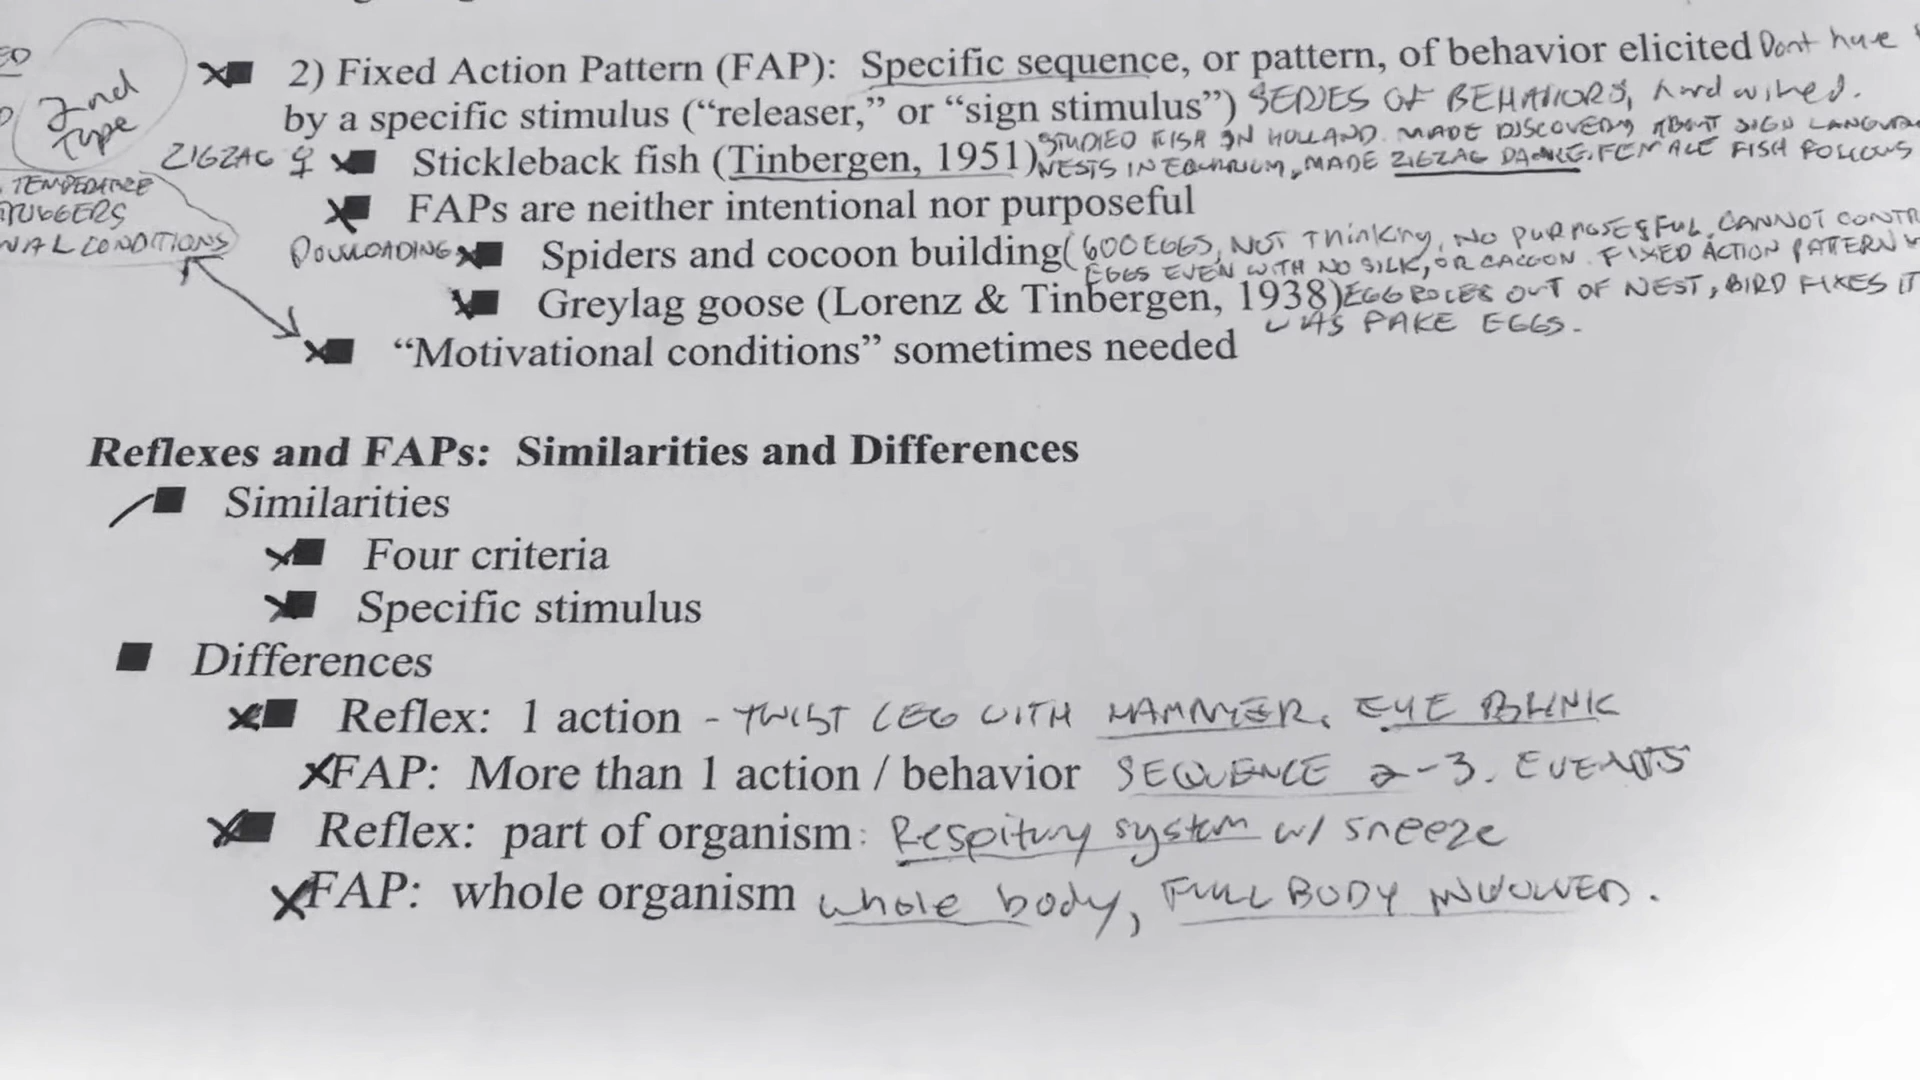 2nd Type
2) Fixed Action Pattern (FAP): Specific sequence, or pattern, of behavior elicited Dont have
by a specific stimulus (“releaser,” or “sign stimulus”) SERIES OF BEHAVIORS, hard wired.
ZIGZAG ♀ Stickleback fish (Tinbergen, 1951) STUDIED FISH IN HOLLAND. MADE DISCOVERY ABOUT SIGN
NESTS IN MADE ZIGZAG DANCE. FEMALE FISH FOLLOWS
FAPs are neither intentional nor purposeful
CONDITIONS
Spiders and cocoon building (600 EGGS, NOT Thinking, NO PURPOSEFUL. CANNOT
EGGS EVEN WITH NO SILK, OR FIXED ACTION PATTERN
Greylag goose (Lorenz & Tinbergen, 1938) EGG ROLES OUT OF NEST, BIRD FIXES IT
WAS FAKE EGGS.
“Motivational conditions” sometimes needed
Reflexes and FAPs: Similarities and Differences
Similarities
Four criteria
Specific stimulus
Differences
Reflex: 1 action - TWIST LEG WITH HAMMER. EYE BLINK
FAP: More than 1 action / behavior SEQUENCE 2-3. EVENTS
Reflex: part of organism: Respitury system w/ sneeze
FAP: whole organism whole body, FULL BODY INVOLVED.